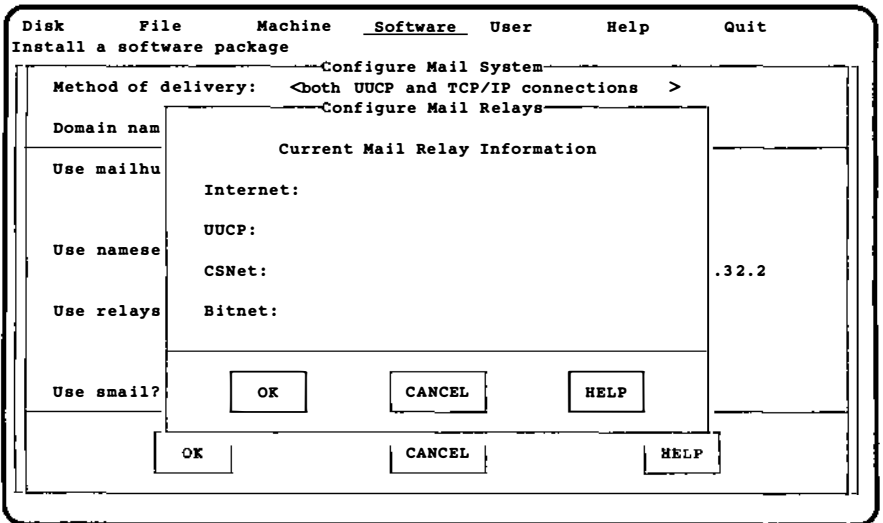 Disk File Machine Software User Help Quit
Install a software package
Configure Mail System
Method of delivery: <both UUCP and TCP/IP connections >
Configure Mail Relays
Domain nam
Current Mail Relay Information
Use mailhu
Internet:
UUCP:
Use namese
CSNet:
.32.2
Use relays
Bitnet:
Use smail?
OK CANCEL HELP
OK CANCEL HELP